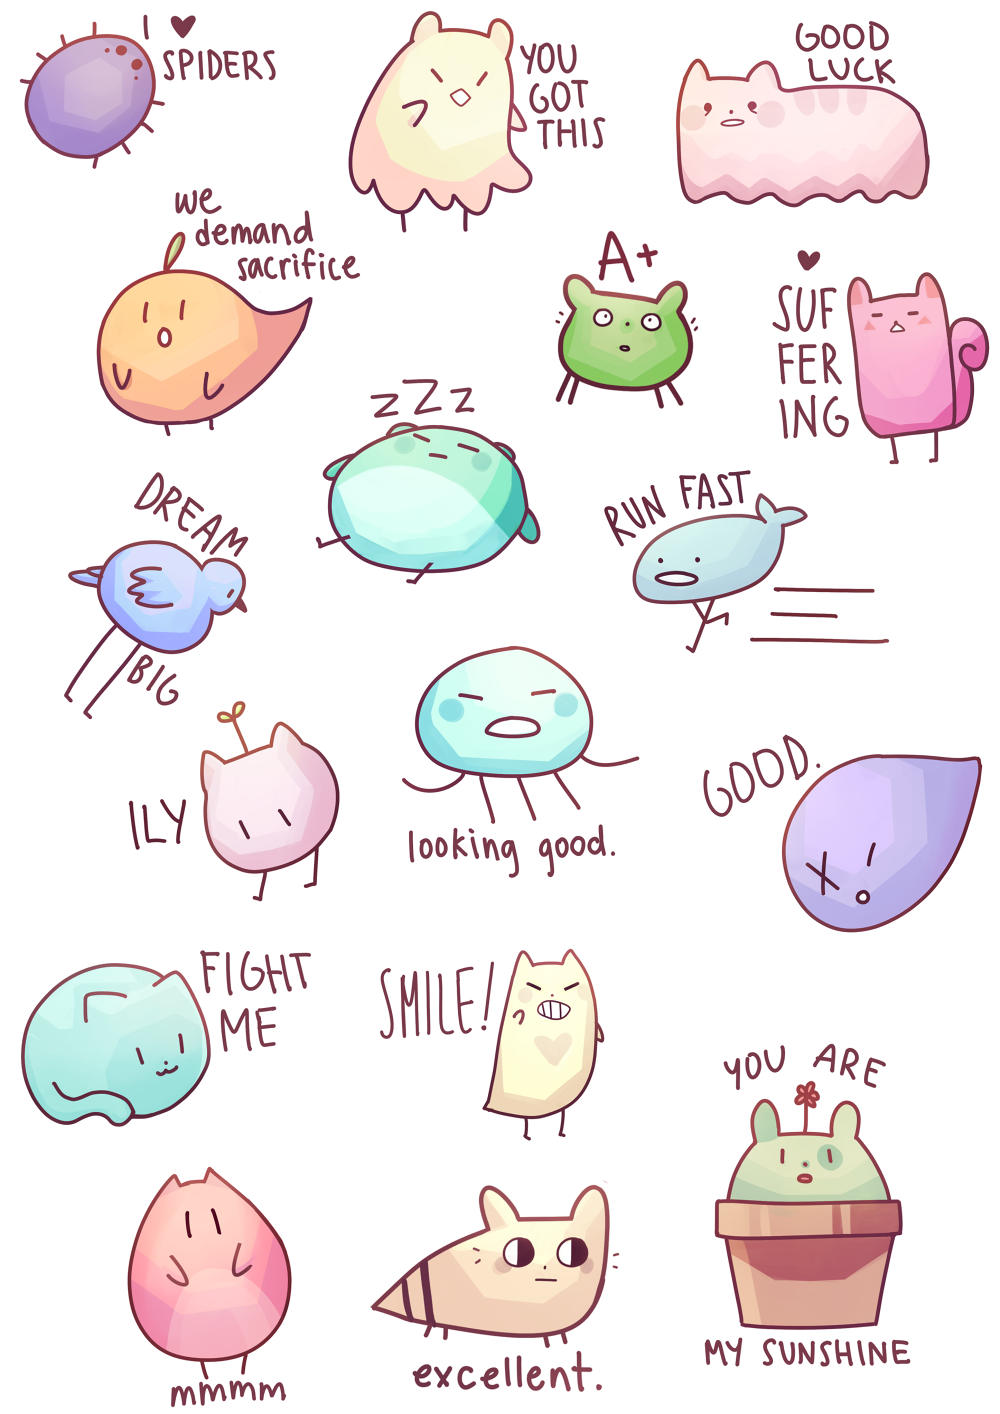 I ♥
SPIDERS
YOU
GOT
THIS
GOOD
LUCK
we
demand
sacrifice
A+
♥
SUF
FER
ING
zZz
DREAM
BIG
RUN FAST
ILY
looking good.
GOOD.
FIGHT
ME
SMILE!
YOU ARE
MY SUNSHINE
mmmm
excellent.